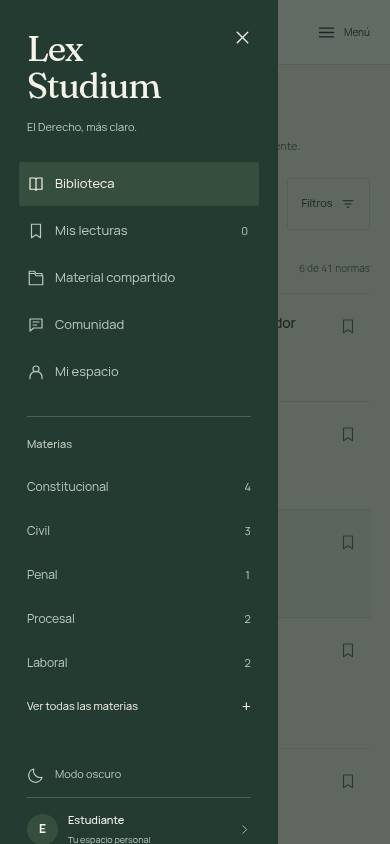 Lex
Studium
El Derecho, más claro.
Menú
ente.
Biblioteca
Filtros
Mis lecturas 0
6 de 41 normas
Material compartido
Comunidad
dor
Mi espacio
Materias
Constitucional 4
Civil 3
Penal 1
Procesal 2
Laboral 2
Ver todas las materias +
Modo oscuro
E
Estudiante
Tu espacio personal